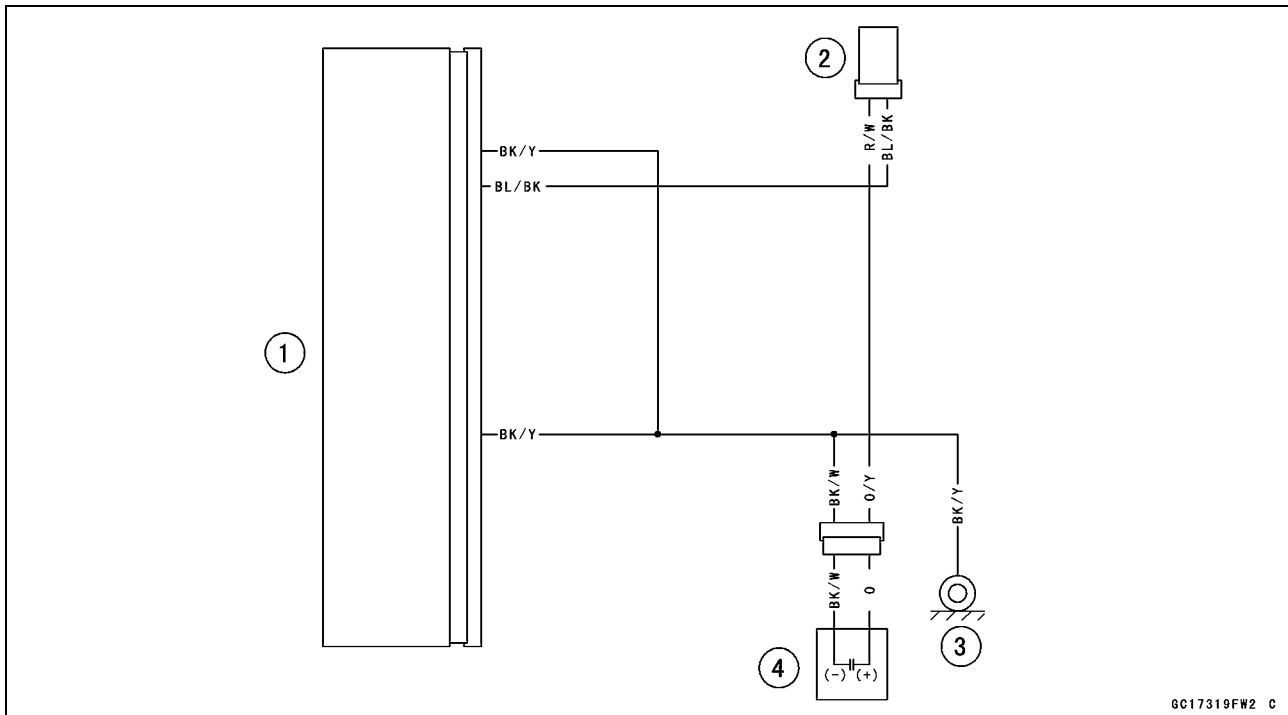 2
R/W
BL/BK
BK/Y
BL/BK
1
BK/Y
BK/W
O/Y
BK/Y
BK/W
O
(-) (+)
4
3
GC17319FW2 C